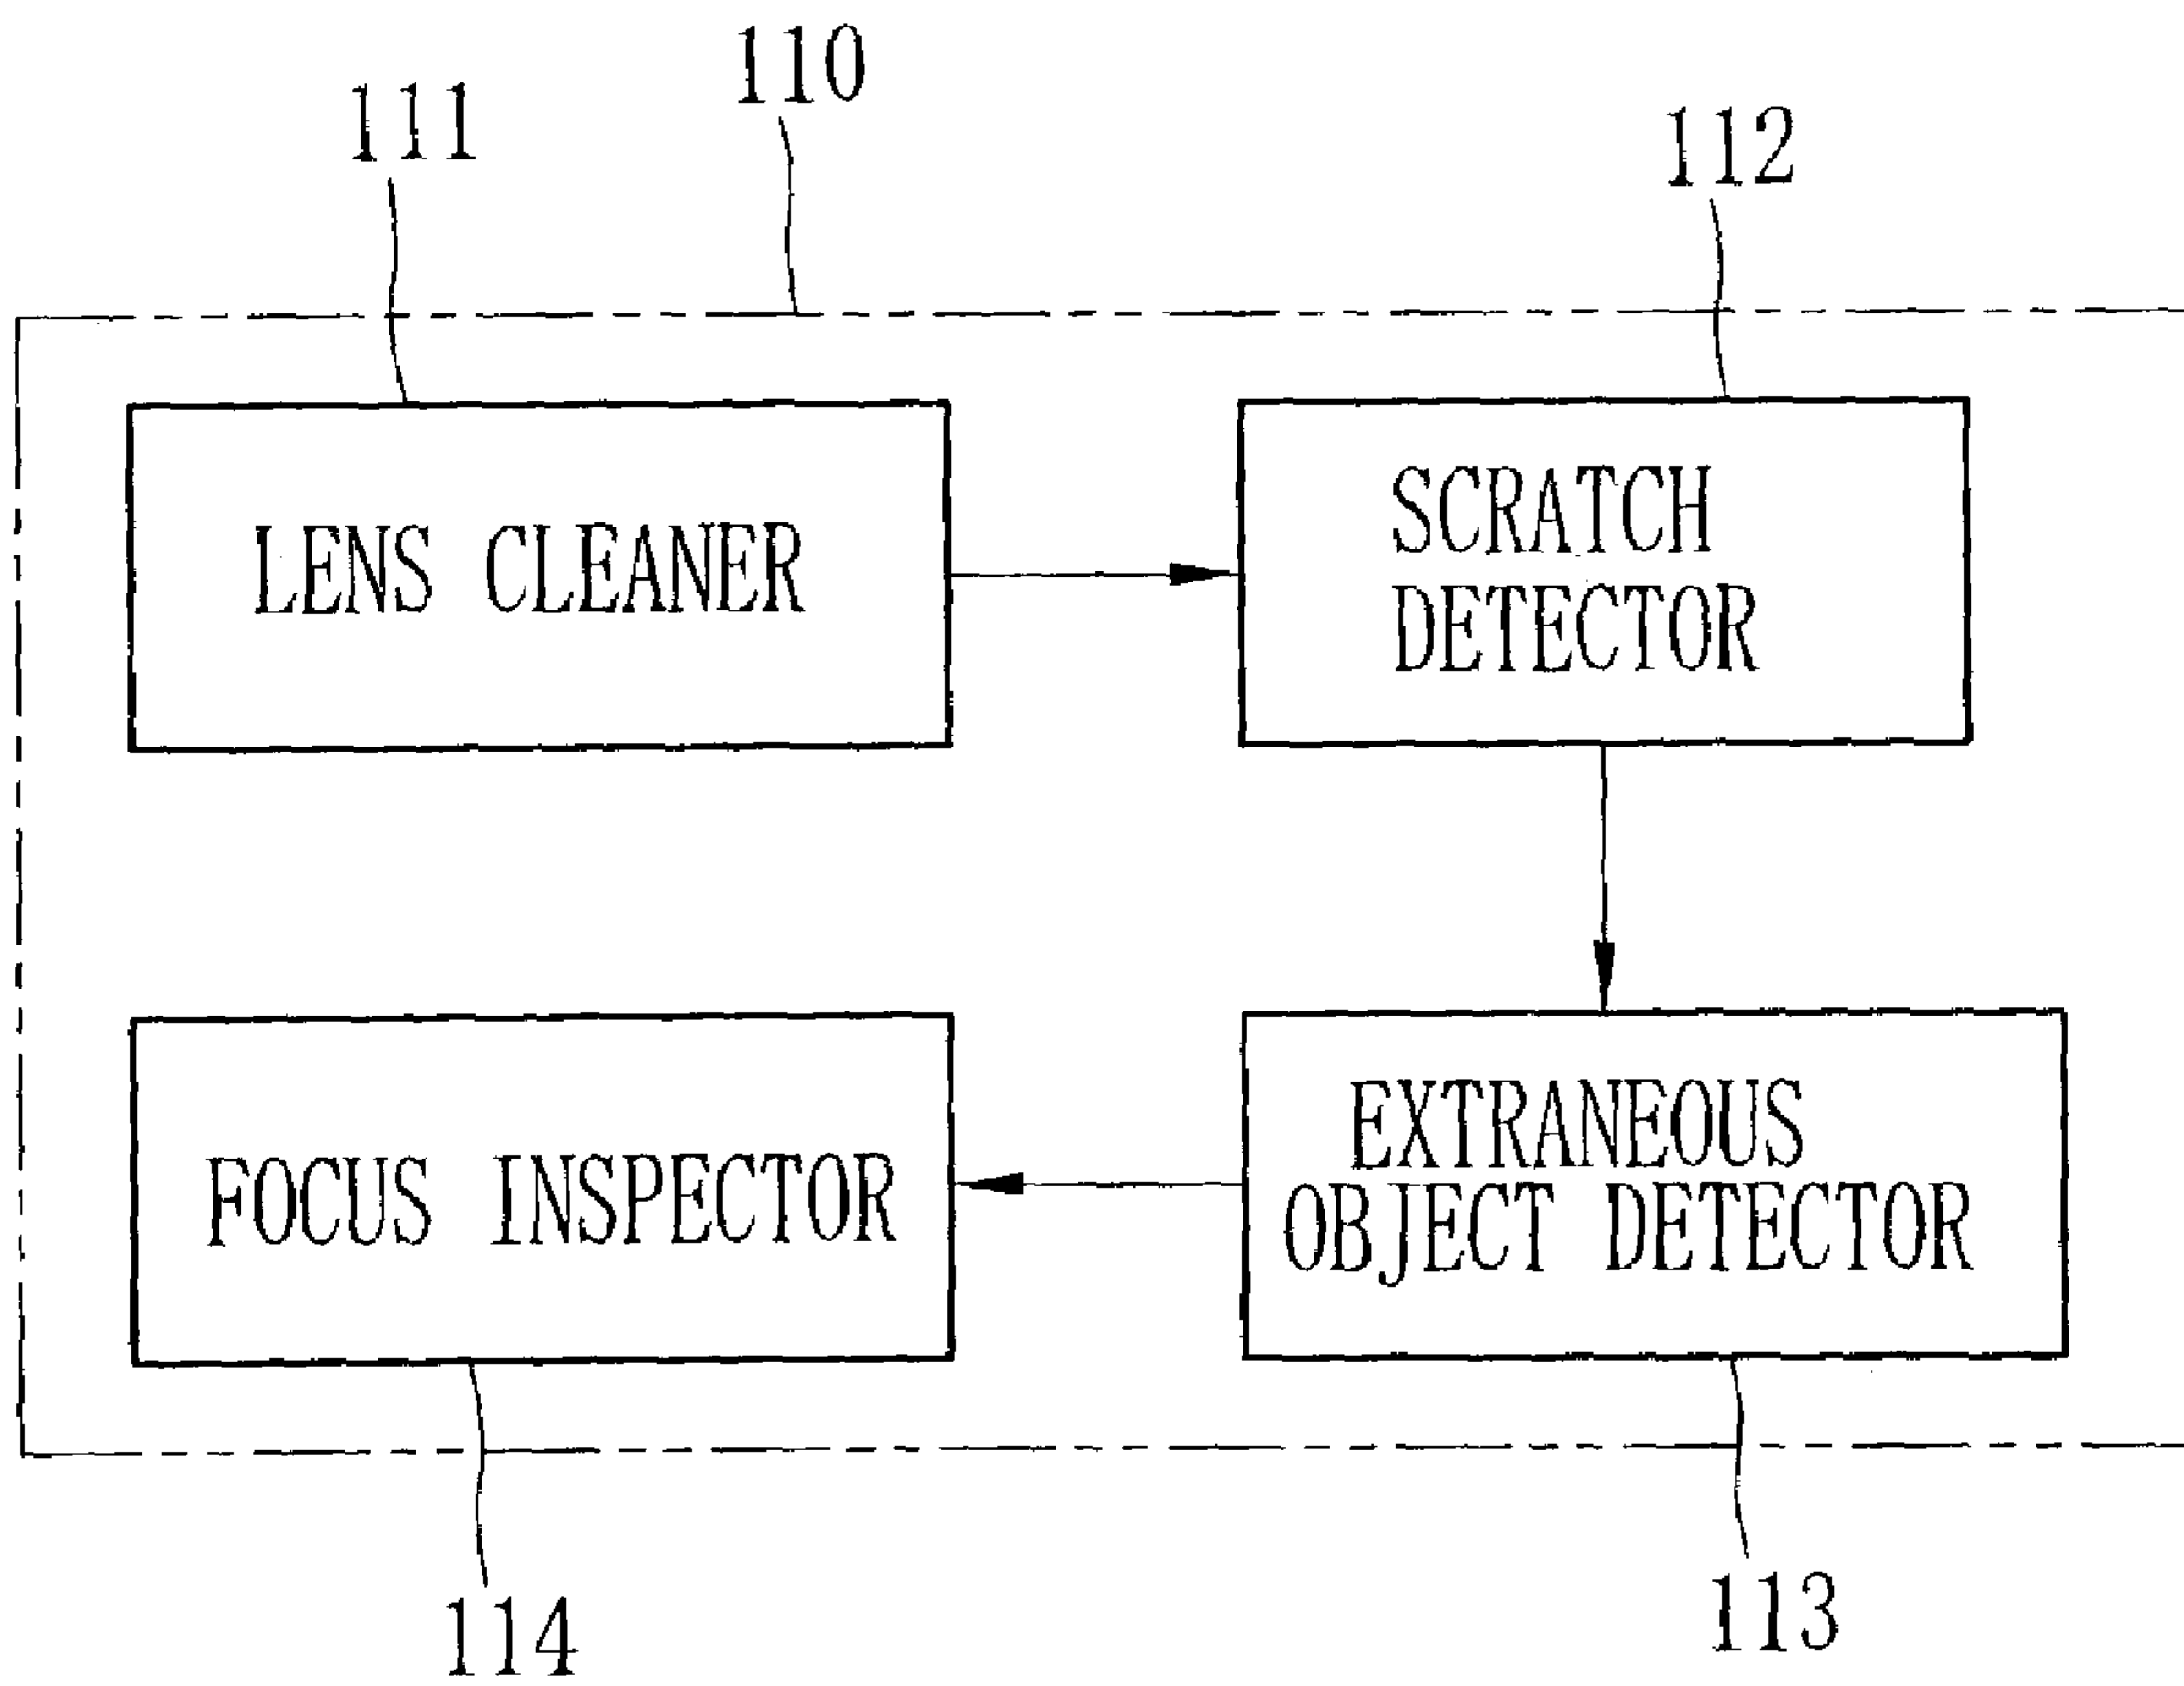 110
111
112
LENS CLEANER
SCRATCH
DETECTOR
FOCUS INSPECTOR
EXTRANEOUS
OBJECT DETECTOR
114
113